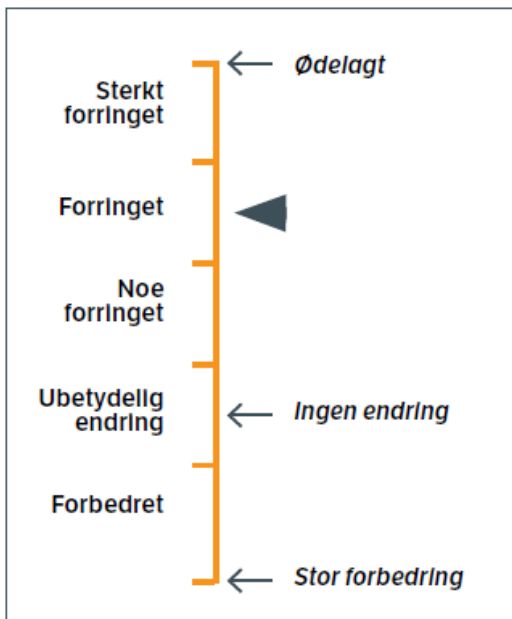 Ødelagt
Sterkt
forringet
Forringet
Noe
forringet
Ubetydelig
endring
Ingen endring
Forbedret
Stor forbedring